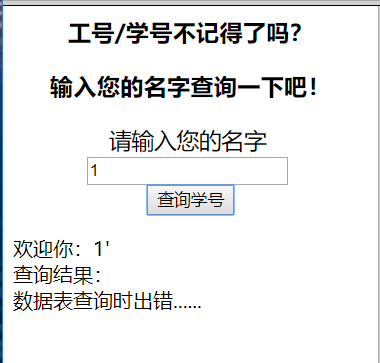 工号/学号不记得了吗？
输入您的名字查询一下吧！
请输入您的名字
1
查询学号
欢迎你：1'
查询结果：
数据表查询时出错......